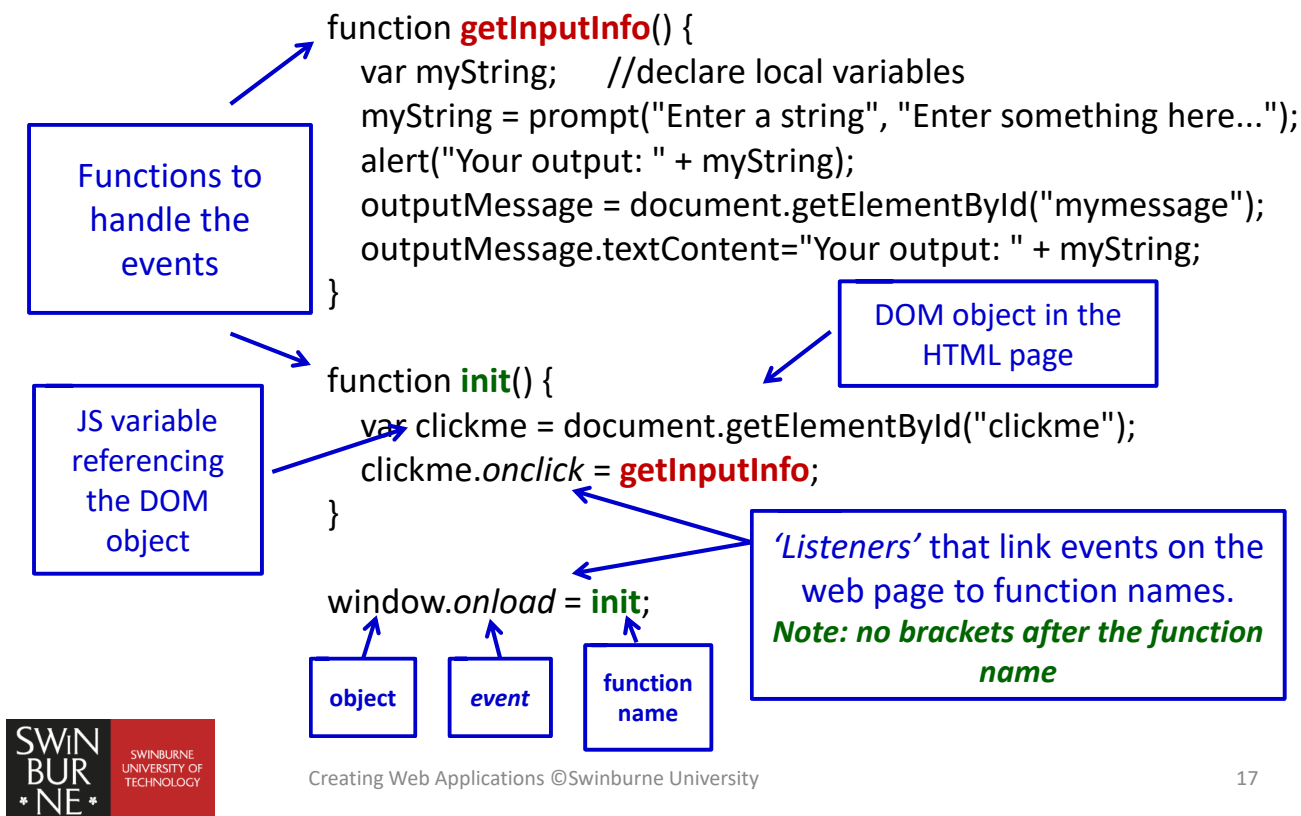 function getInputInfo() {
var myString; //declare local variables
myString = prompt("Enter a string", "Enter something here...");
alert("Your output: " + myString);
outputMessage = document.getElementById("mymessage");
outputMessage.textContent="Your output: " + myString;
}
Functions to
handle the
events
DOM object in the
HTML page
function init() {
var clickme = document.getElementById("clickme");
clickme.onclick = getInputInfo;
}
JS variable
referencing
the DOM
object
‘Listeners’ that link events on the
web page to function names.
Note: no brackets after the function
name
window.onload = init;
object
event
function
name
SWIN
BUR
* NE *
SWINBURNE
UNIVERSITY OF
TECHNOLOGY
Creating Web Applications ©Swinburne University
17